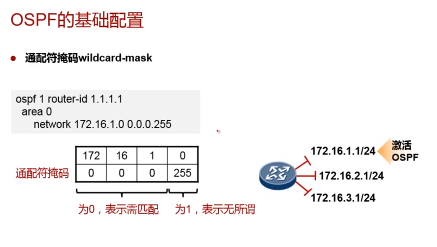 OSPF的基础配置
通配符掩码wildcard-mask
ospf 1 router-id 1.1.1.1
area 0
network 172.16.1.0 0.0.0.255
172 16 1 0
通配符掩码 0 0 0 255
为0，表示需匹配 为1，表示无所谓
172.16.1.1/24
激活
OSPF
172.16.2.1/24
172.16.3.1/24